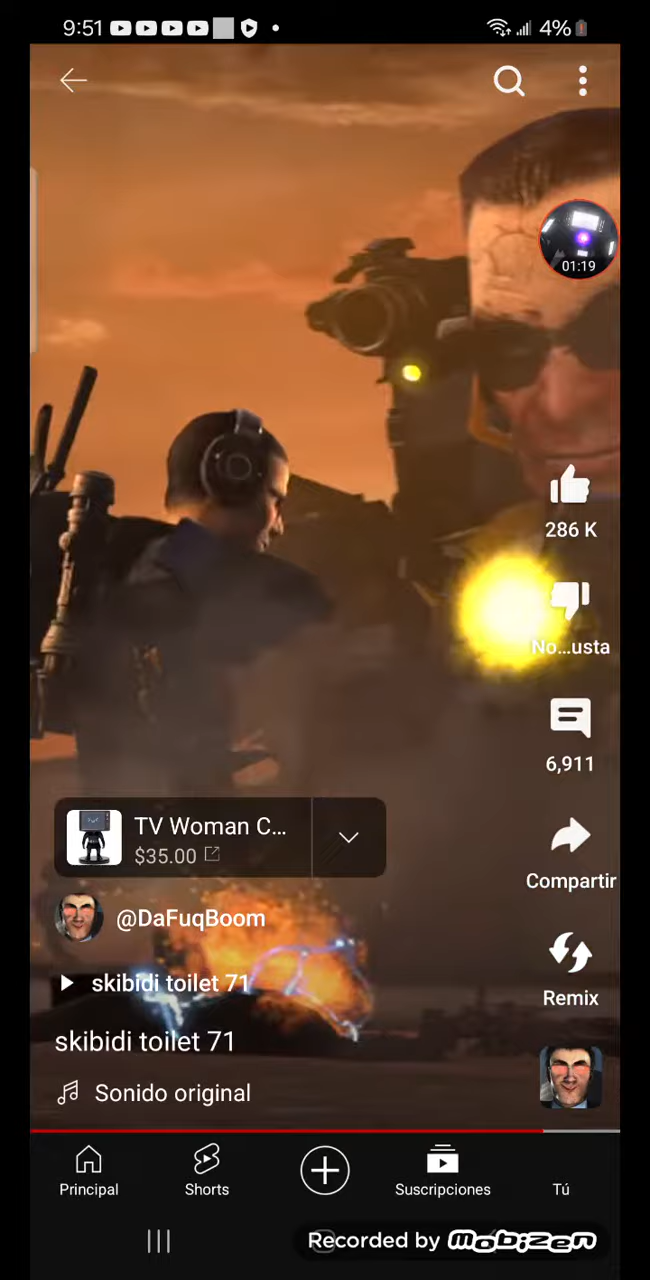 9:51
4%
01:19
286 K
No...usta
6,911
TV Woman C...
$35.00
Compartir
@DaFuqBoom
skibidi toilet 71
Remix
skibidi toilet 71
Sonido original
Principal
Shorts
Suscripciones
Tú
Recorded by mobizen